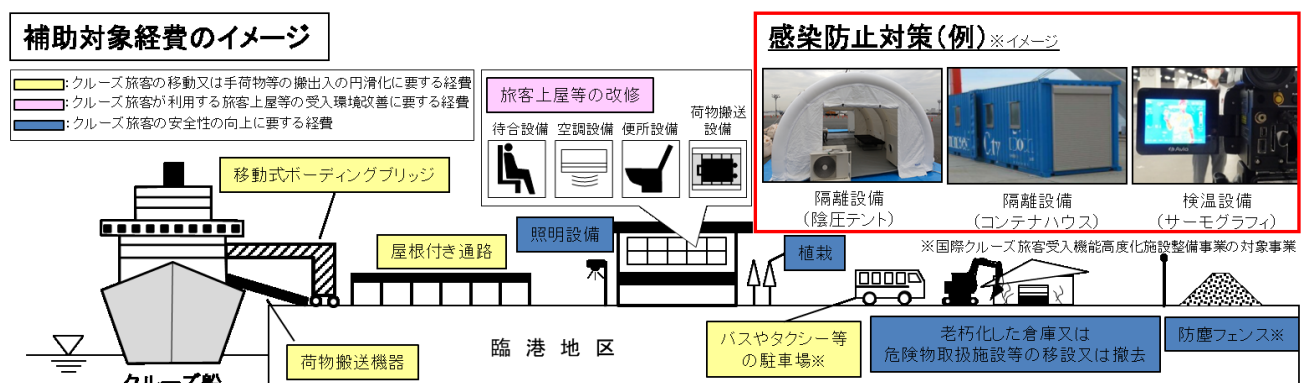 補助対象経費のイメージ
:クルーズ旅客の移動又は手荷物等の搬出入の円滑化に要する経費
:クルーズ旅客が利用する旅客上屋等の受入環境改善に要する経費
:クルーズ旅客の安全性の向上に要する経費
感染防止対策(例)※イメージ
隔離設備
(陰圧テント)
隔離設備
(コンテナハウス)
検温設備
(サーモグラフィ)
※国際クルーズ旅客受入機能高度化施設整備事業の対象事業
旅客上屋等の改修
待合設備
空調設備
便所設備
荷物搬送
設備
移動式ボーディングブリッジ
屋根付き通路
照明設備
植栽
荷物搬送機器
臨港地区
バスやタクシー等
の駐車場※
老朽化した倉庫又は
危険物取扱施設等の移設又は撤去
防塵フェンス※
クルーズ船